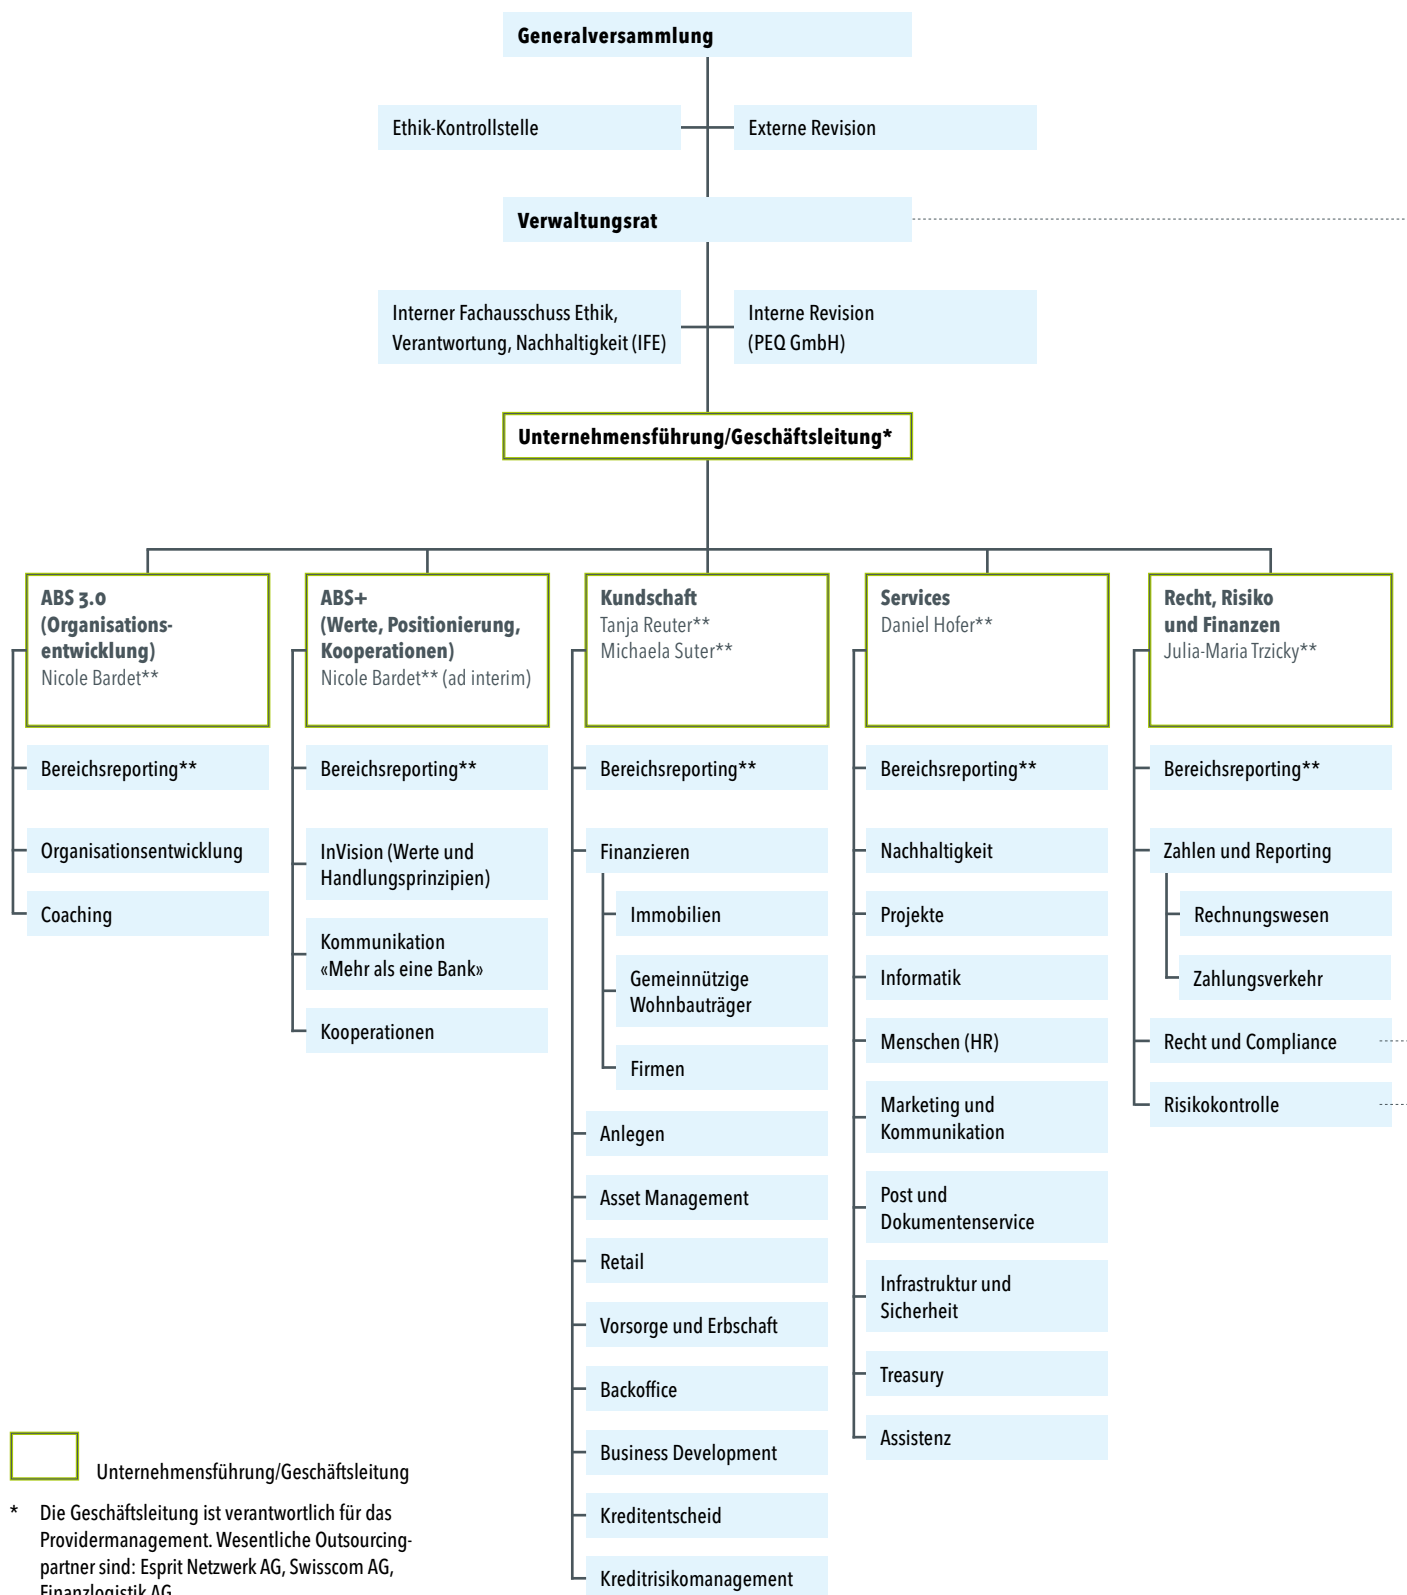 Generalversammlung
Ethik-Kontrollstelle
Externe Revision
Verwaltungsrat
Interner Fachausschuss Ethik,
Verantwortung, Nachhaltigkeit (IFE)
Interne Revision
(PEQ GmbH)
Unternehmensführung/Geschäftsleitung*
ABS 3.0
(Organisations-
entwicklung)
Nicole Bardet**
Bereichsreporting**
Organisationsentwicklung
Coaching
ABS+
(Werte, Positionierung,
Kooperationen)
Nicole Bardet** (ad interim)
Bereichsreporting**
InVision (Werte und
Handlungsprinzipien)
Kommunikation
«Mehr als eine Bank»
Kooperationen
Kundschaft
Tanja Reuter**
Michaela Suter**
Bereichsreporting**
Finanzieren
Immobilien
Gemeinnützige
Wohnbauträger
Firmen
Anlegen
Asset Management
Retail
Vorsorge und Erbschaft
Backoffice
Business Development
Kreditentscheid
Kreditrisikomanagement
Services
Daniel Hofer**
Bereichsreporting**
Nachhaltigkeit
Projekte
Informatik
Menschen (HR)
Marketing und
Kommunikation
Post und
Dokumentenservice
Infrastruktur und
Sicherheit
Treasury
Assistenz
Recht, Risiko
und Finanzen
Julia-Maria Trzicky**
Bereichsreporting**
Zahlen und Reporting
Rechnungswesen
Zahlungsverkehr
Recht und Compliance
Risikokontrolle
Unternehmensführung/Geschäftsleitung
* Die Geschäftsleitung ist verantwortlich für das
Providermanagement. Wesentliche Outsourcing-
partner sind: Esprit Netzwerk AG, Swisscom AG,
Finanzlogistik AG